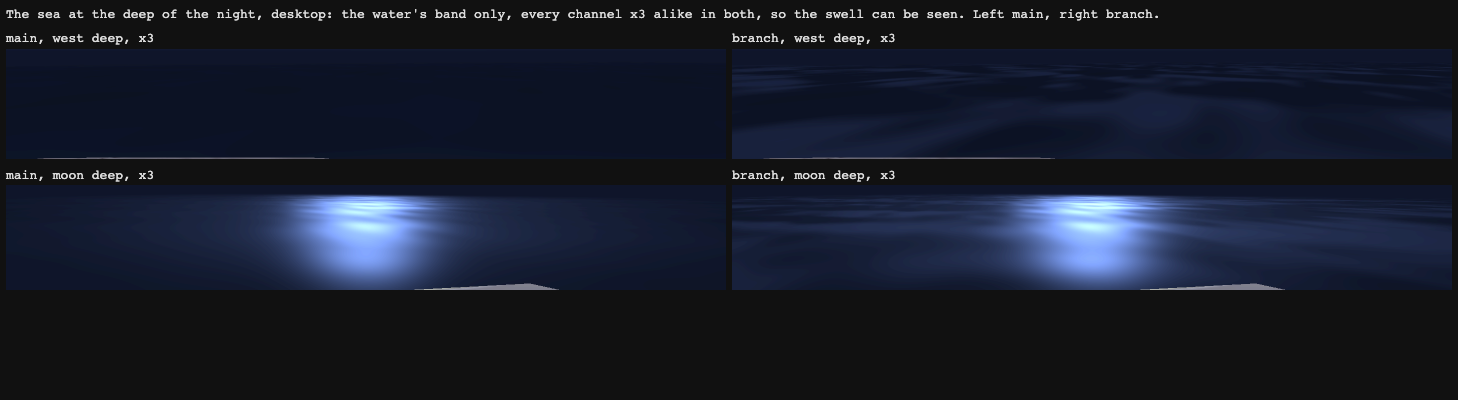 The sea at the deep of the night, desktop: the water's band only, every channel x3 alike in both, so the swell can be seen. Left main, right branch.
main, west deep, x3
branch, west deep, x3
main, moon deep, x3
branch, moon deep, x3